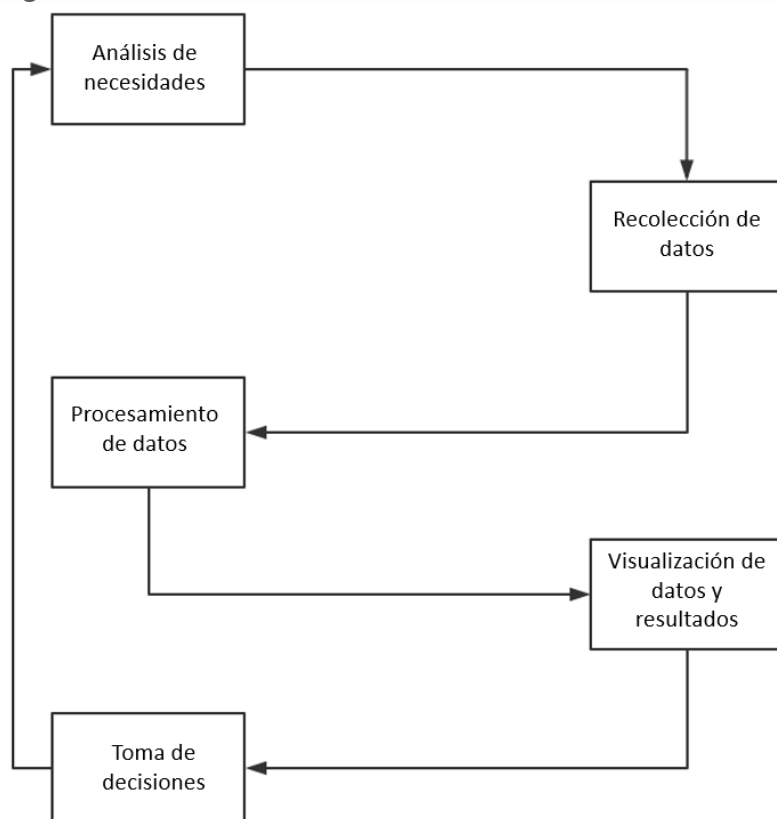 Análisis de
necesidades
Recolección de
datos
Procesamiento
de datos
Visualización de
datos y
resultados
Toma de
decisiones